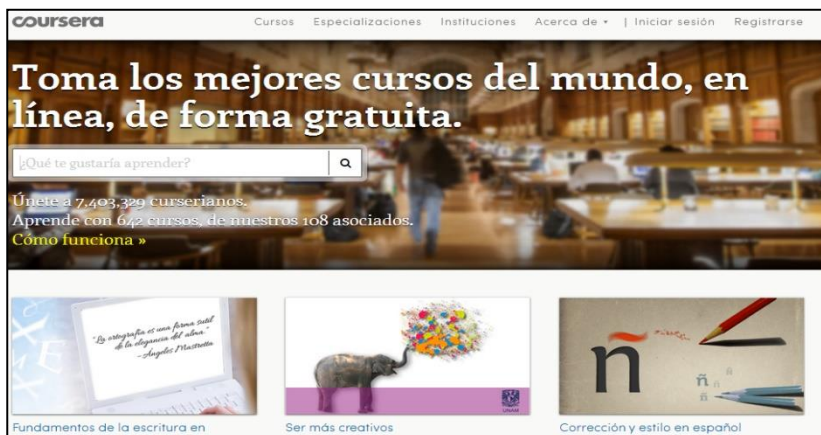 coursera
Cursos Especializaciones Instituciones Acerca de ▾ | Iniciar sesión Registrarse
Toma los mejores cursos del mundo, en
línea, de forma gratuita.
¿Qué te gustaría aprender?
Únete a 7,403,329 curserianos.
Aprende con 642 cursos, de nuestros 108 asociados.
Cómo funciona »
"La ortografía es una forma sutil
de la elegancia del alma."
-Ángeles Mastretta
UNAM
n
ñ ñ
ñ
Fundamentos de la escritura en
Ser más creativos
Corrección y estilo en español